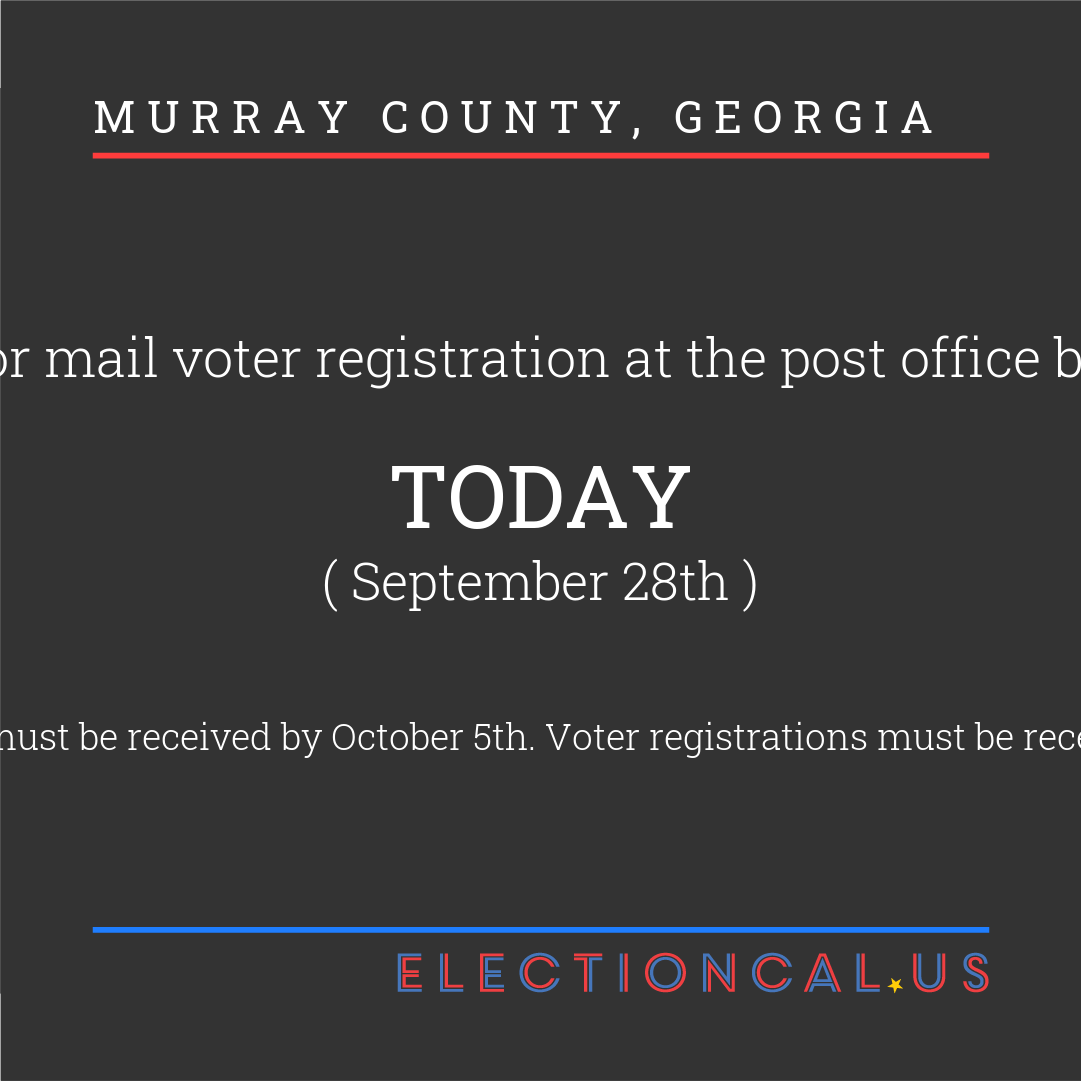 MURRAY COUNTY, GEORGIA
or mail voter registration at the post office b
TODAY
( September 28th )
must be received by October 5th. Voter registrations must be rece
ELECTIONCAL.US